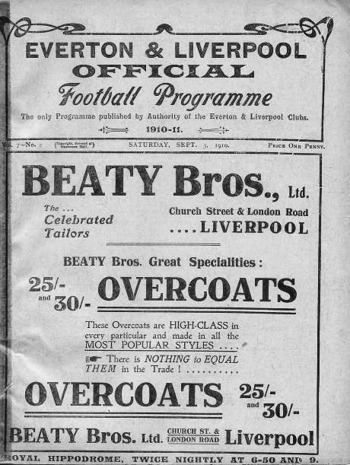 EVERTON & LIVERPOOL
OFFICIAL
Football Programme
The only Programme published by Authority of the Everton & Liverpool Clubs.
1910-11.
SATURDAY, SEPT. 3, 1910. PRICE ONE PENNY.
BEATY Bros., Ltd.
The ... Church Street & London Road
Celebrated
Tailors .... LIVERPOOL
BEATY Bros. Great Specialities:
25/- and 30/- OVERCOATS
These Overcoats are HIGH-CLASS in
every particular and made in all the
MOST POPULAR STYLES ....
☛ There is NOTHING to EQUAL
THEM in the Trade! ..........
OVERCOATS 25/- and 30/-
BEATY Bros. Ltd. CHURCH ST. & LONDON ROAD Liverpool
ROYAL HIPPODROME, TWICE NIGHTLY AT 6-50 AND 9.